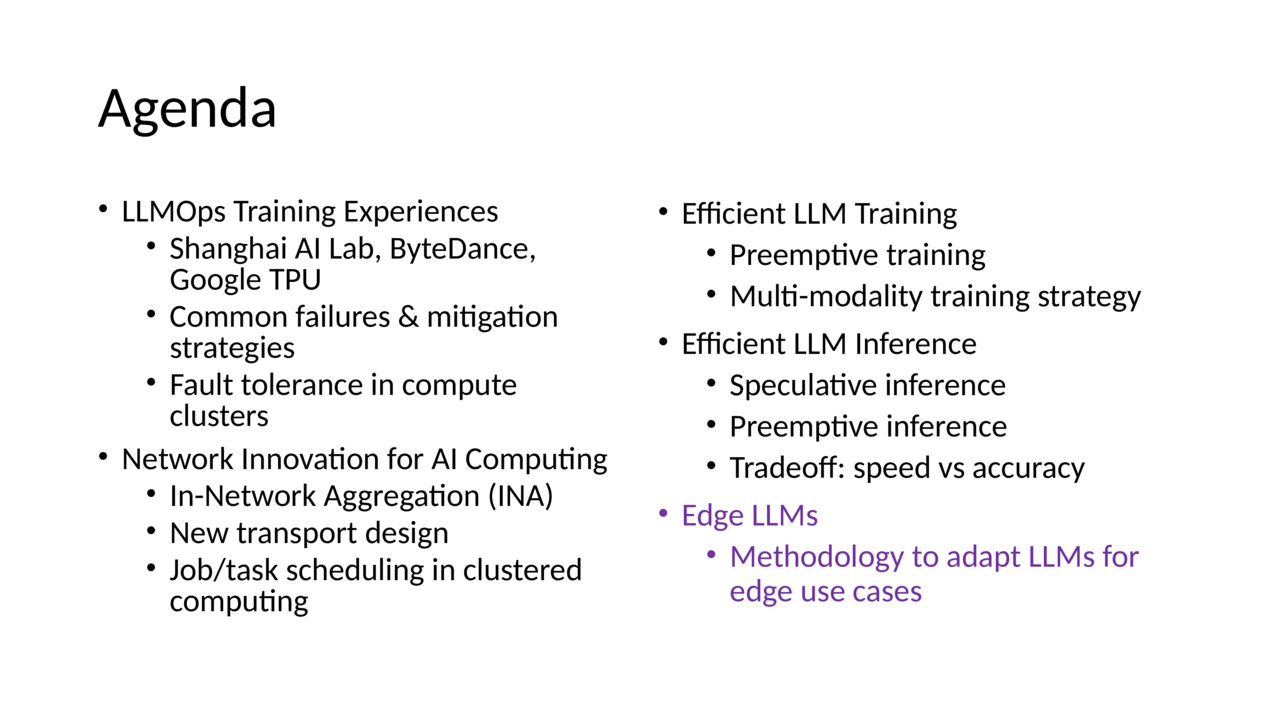 Agenda
• LLMOps Training Experiences
• Shanghai AI Lab, ByteDance,
Google TPU
• Common failures & mitigation
strategies
• Fault tolerance in compute
clusters
• Network Innovation for AI Computing
• In-Network Aggregation (INA)
• New transport design
• Job/task scheduling in clustered
computing
• Efficient LLM Training
• Preemptive training
• Multi-modality training strategy
• Efficient LLM Inference
• Speculative inference
• Preemptive inference
• Tradeoff: speed vs accuracy
• Edge LLMs
• Methodology to adapt LLMs for
edge use cases